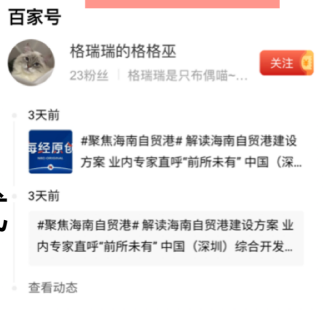 百家号
格瑞瑞的格格巫
23粉丝 | 格瑞瑞是只布偶喵~...
关注
3天前
#聚焦海南自贸港# 解读海南自贸港建设
方案 业内专家直呼“前所未有” 中国（深...
每经原创
3天前
#聚焦海南自贸港# 解读海南自贸港建设方案 业
内专家直呼“前所未有” 中国（深圳）综合开发...
查看动态